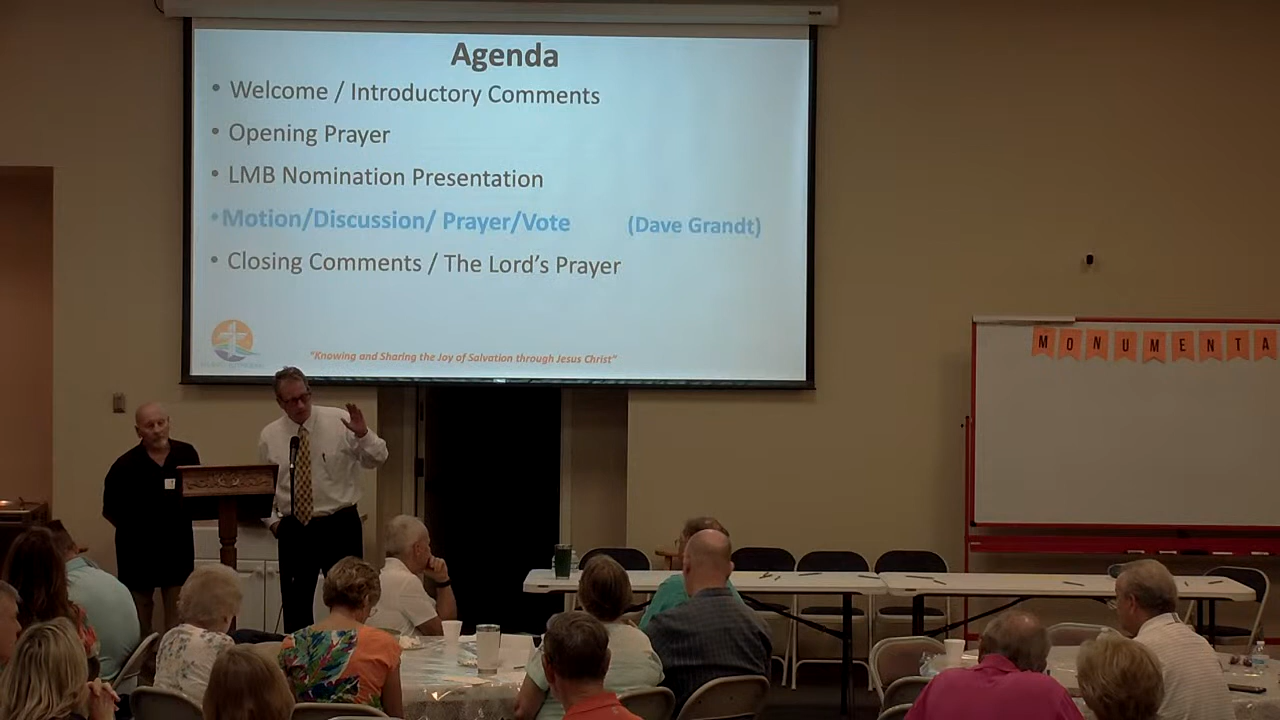 Agenda
• Welcome / Introductory Comments
• Opening Prayer
• LMB Nomination Presentation
• Motion/Discussion/ Prayer/Vote (Dave Grandt)
• Closing Comments / The Lord's Prayer
"Knowing and Sharing the Joy of Salvation through Jesus Christ"
MONUMENTA